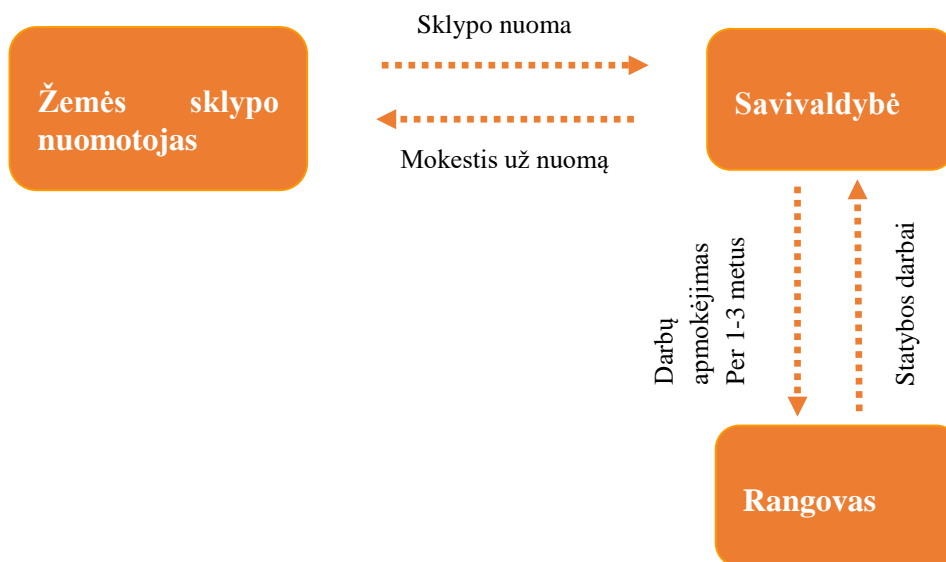 Sklypo nuoma
Žemės sklypo
nuomotojas
Savivaldybė
Mokestis už nuomą
Darbų
apmokėjimas
Per 1-3 metus
Statybos darbai
Rangovas